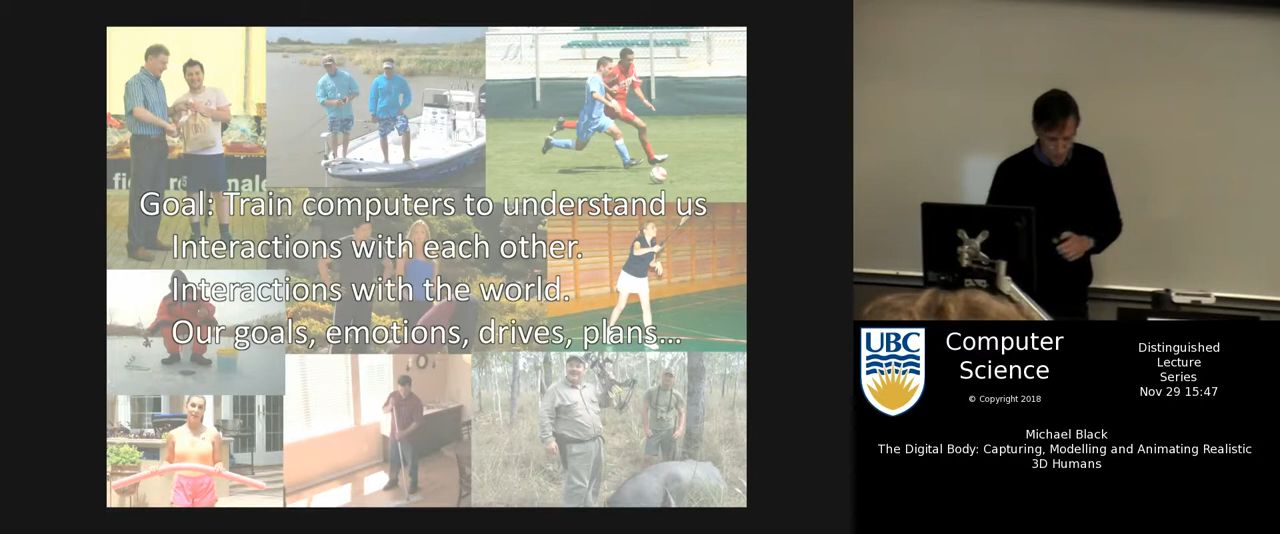 Goal: Train computers to understand us
Interactions with each other.
Interactions with the world.
Our goals, emotions, drives, plans...
UBC
Computer
Science
© Copyright 2018
Distinguished
Lecture
Series
Nov 29 15:47
Michael Black
The Digital Body: Capturing, Modelling and Animating Realistic
3D Humans